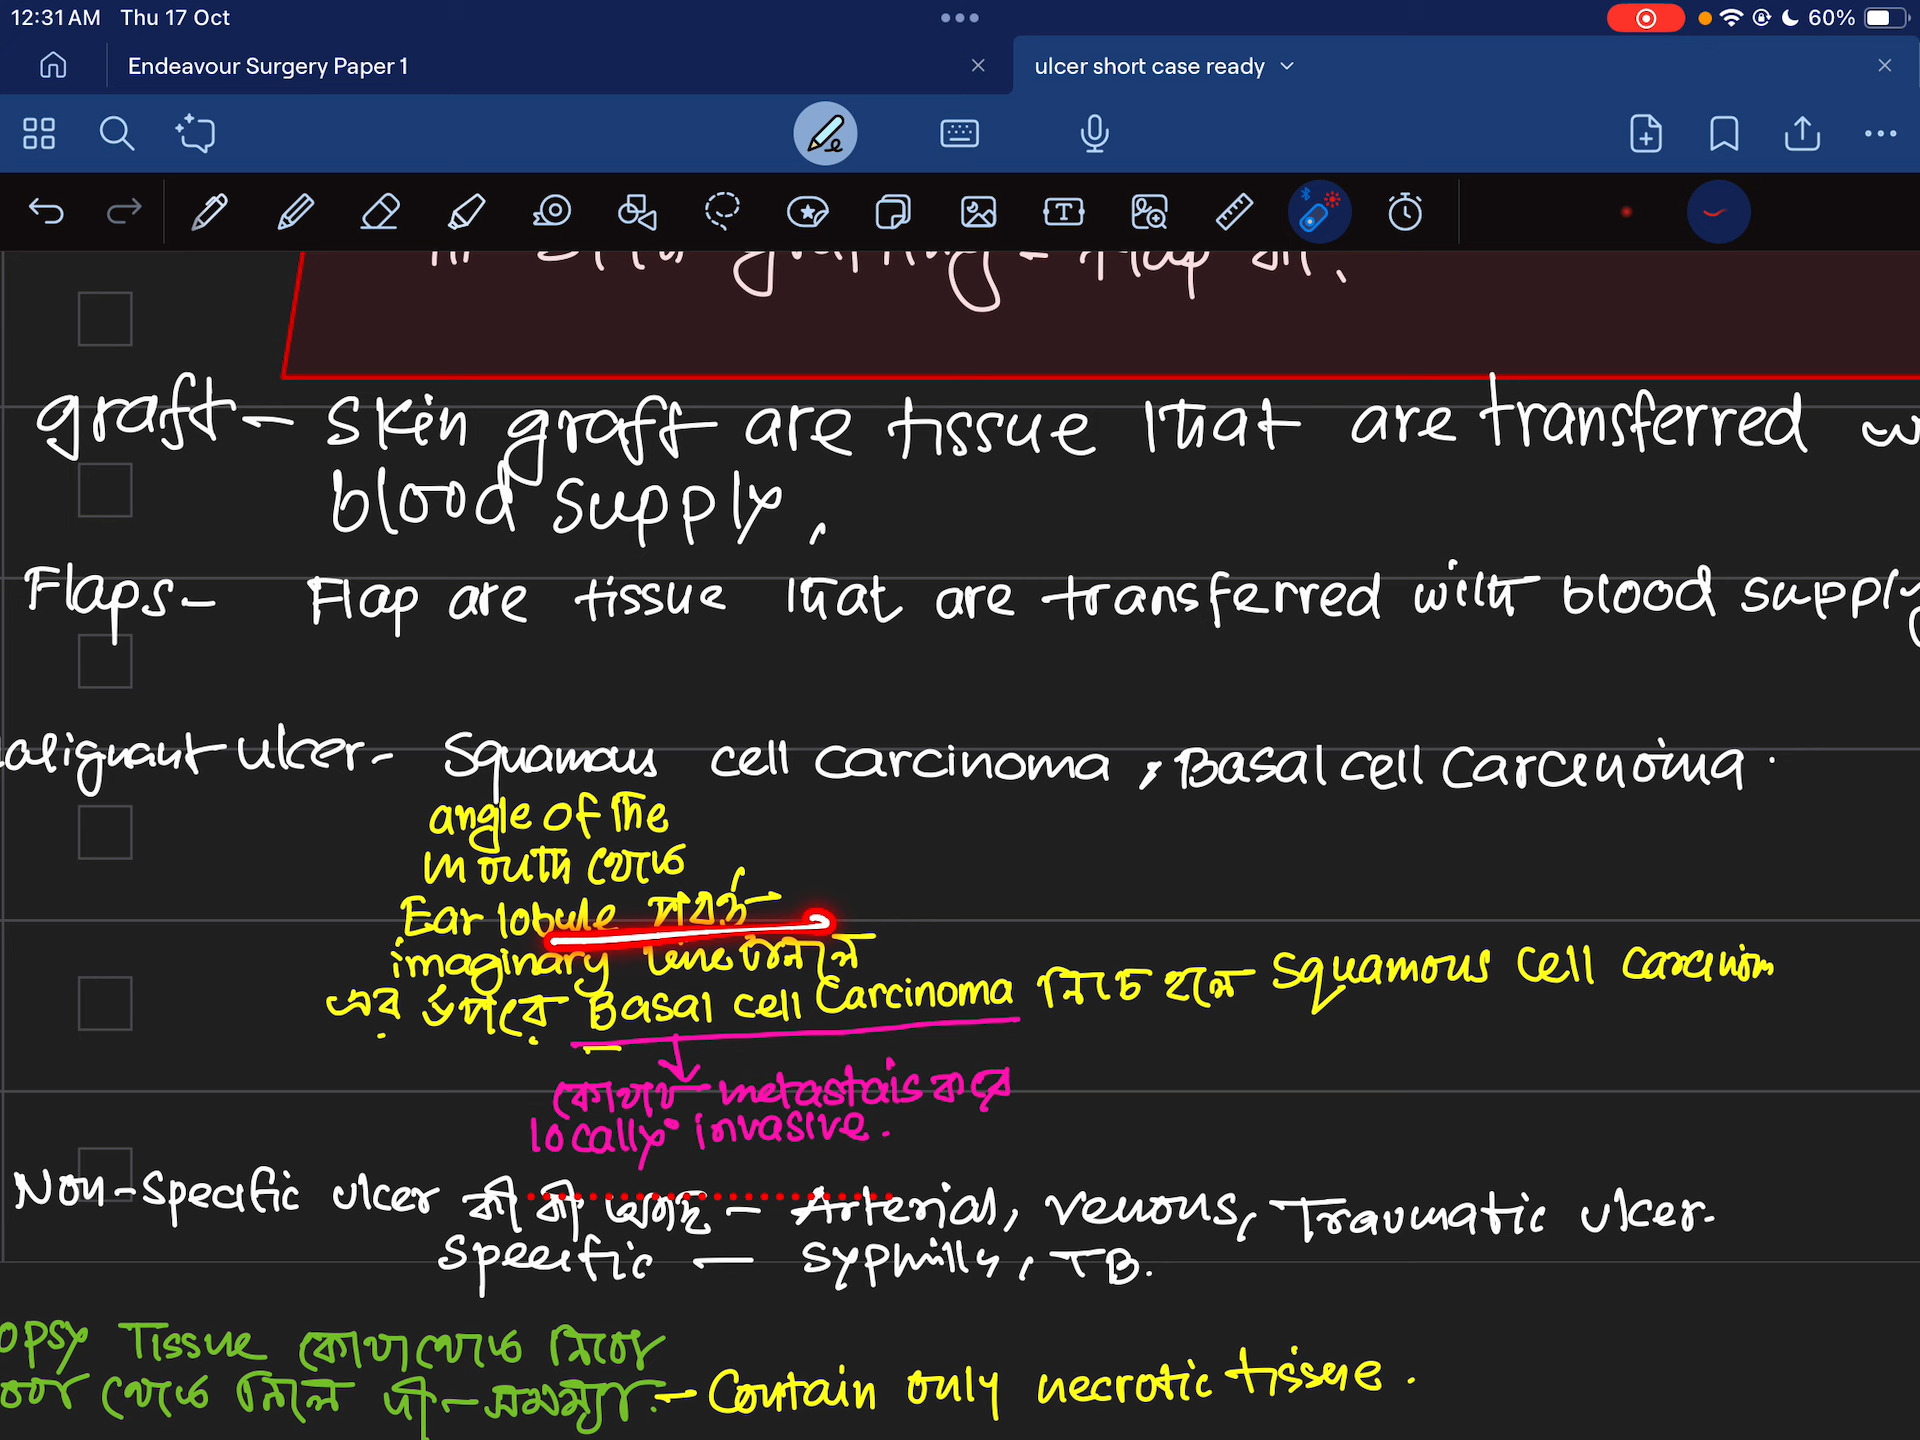 12:31 AM Thu 17 Oct
60%
Endeavour Surgery Paper 1
ulcer short case ready
graft- Skin graft are tissue that are transferred
blood supply,
Flaps- Flap are tissue that are transferred with blood supply
alignant ulcer- Squamous cell carcinoma, Basal cell Carcinoma.
angle of the
mouth থেকে
Ear lobule পর্যন্ত
imaginary line টানলে
এর উপরে Basal cell Carcinoma নিচে হলে Squamous cell carcinom
কোথায় metastais করে
locally invasive.
Non-Specific ulcer কী কী আছে - Arterial, Venous, Traumatic ulcer.
Specific - Syphilis, TB.
opsy Tissue কোথা থেকে নিবো
থেকে নিলে কী সমস্যা. - Contain only necrotic tissue.